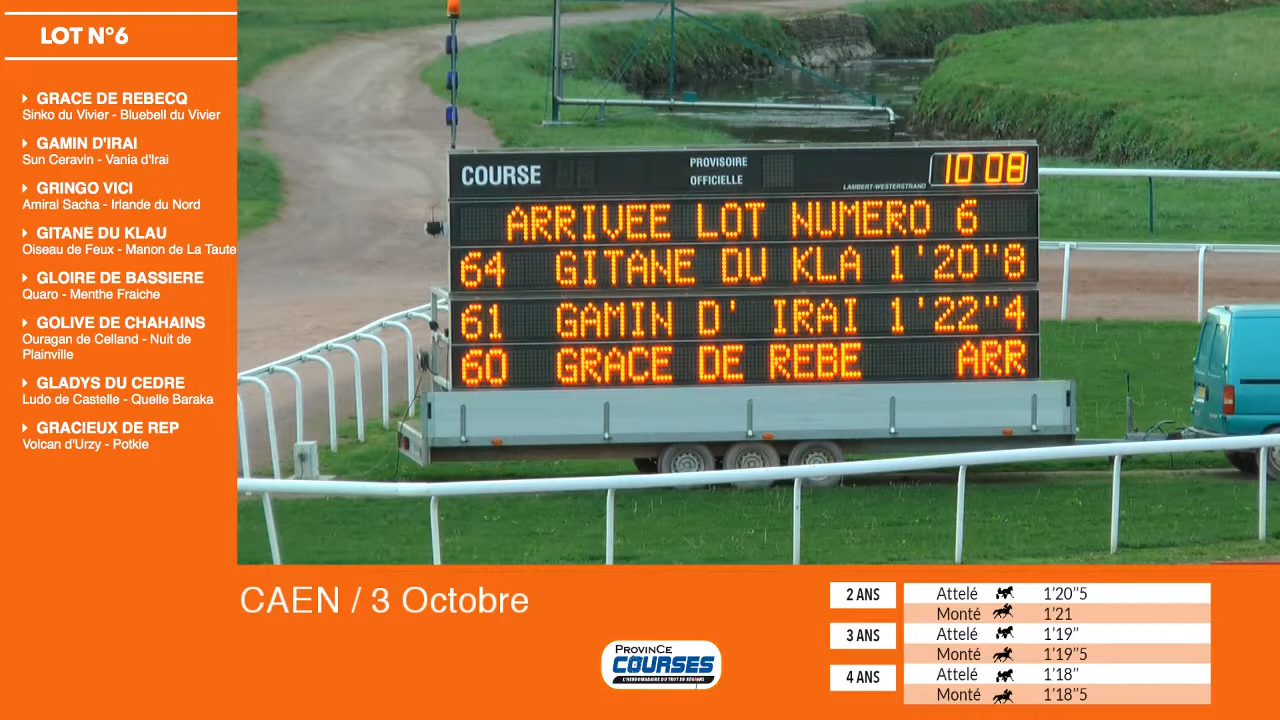 LOT N°6
GRACE DE REBECQ
Sinko du Vivier - Bluebell du Vivier
GAMIN D'IRAI
Sun Ceravin - Vania d'Irai
GRINGO VICI
Amiral Sacha - Irlande du Nord
GITANE DU KLAU
Oiseau de Feux - Manon de La Taute
GLOIRE DE BASSIERE
Quaro - Menthe Fraiche
GOLIVE DE CHAHAINS
Ouragan de Celland - Nuit de
Plainville
GLADYS DU CEDRE
Ludo de Castelle - Quelle Baraka
GRACIEUX DE REP
Volcan d'Urzy - Potkie
COURSE
PROVISOIRE
OFFICIELLE
LAMBERT-WESTERSTRAND
10 08
ARRIVEE LOT NUMERO 6
64 GITANE DU KLA 1'20"8
61 GAMIN D' IRAI 1'22"4
60 GRACE DE REBE ARR
CAEN / 3 Octobre
PROVINCE
COURSES
L'HEBDOMADAIRE DU TROT EN RÉGIONS
2 ANS
Attelé 1'20''5
Monté 1'21
3 ANS
Attelé 1'19''
Monté 1'19''5
4 ANS
Attelé 1'18''
Monté 1'18''5